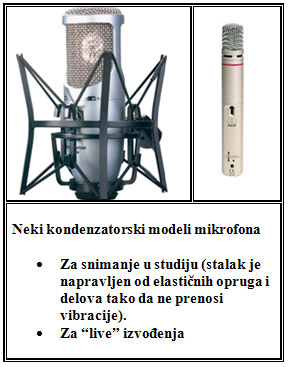 Neki kondenzatorski modeli mikrofona
• Za snimanje u studiju (stalak je
napravljen od elastičnih opruga i
delova tako da ne prenosi
vibracije).
• Za “live” izvođenja